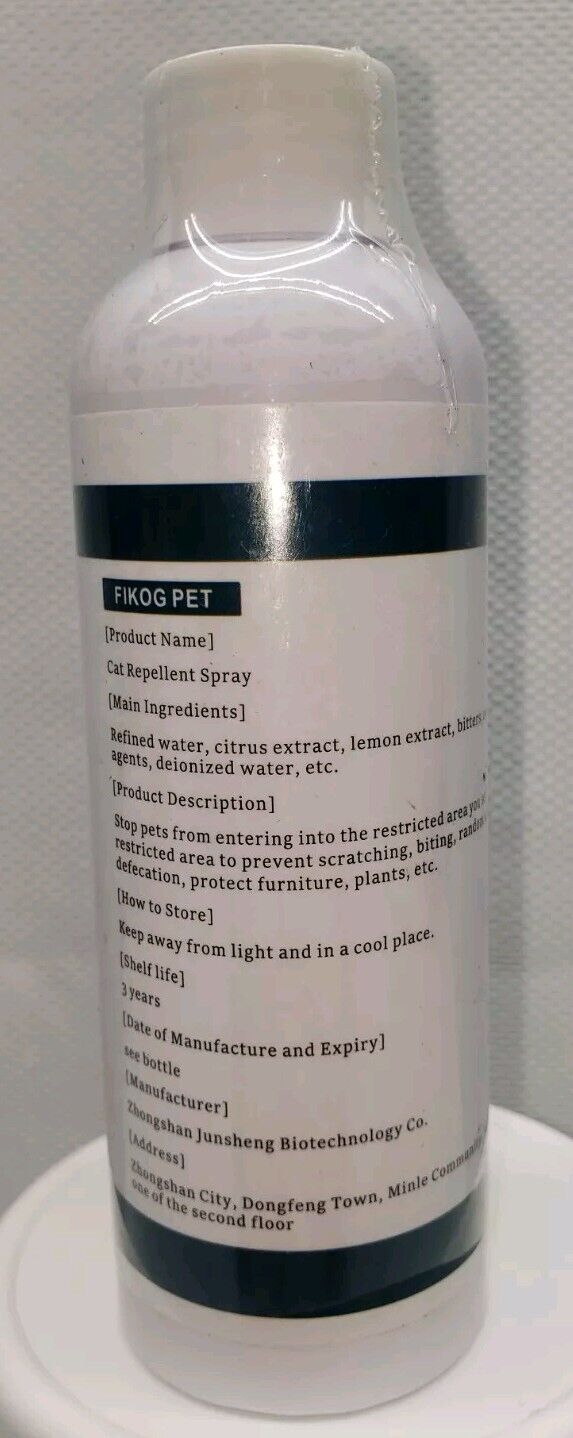 FIKOG PET
[Product Name]
Cat Repellent Spray
[Main Ingredients]
Refined water, citrus extract, lemon extract, bitters,
agents, deionized water, etc.
[Product Description]
Stop pets from entering into the restricted area you
restricted area to prevent scratching, biting, random
defecation, protect furniture, plants, etc.
[How to Store]
Keep away from light and in a cool place.
[Shelf life]
3 years
[Date of Manufacture and Expiry]
see bottle
[Manufacturer]
Zhongshan Junsheng Biotechnology Co.
[Address]
Zhongshan City, Dongfeng Town, Minle Community
one of the second floor